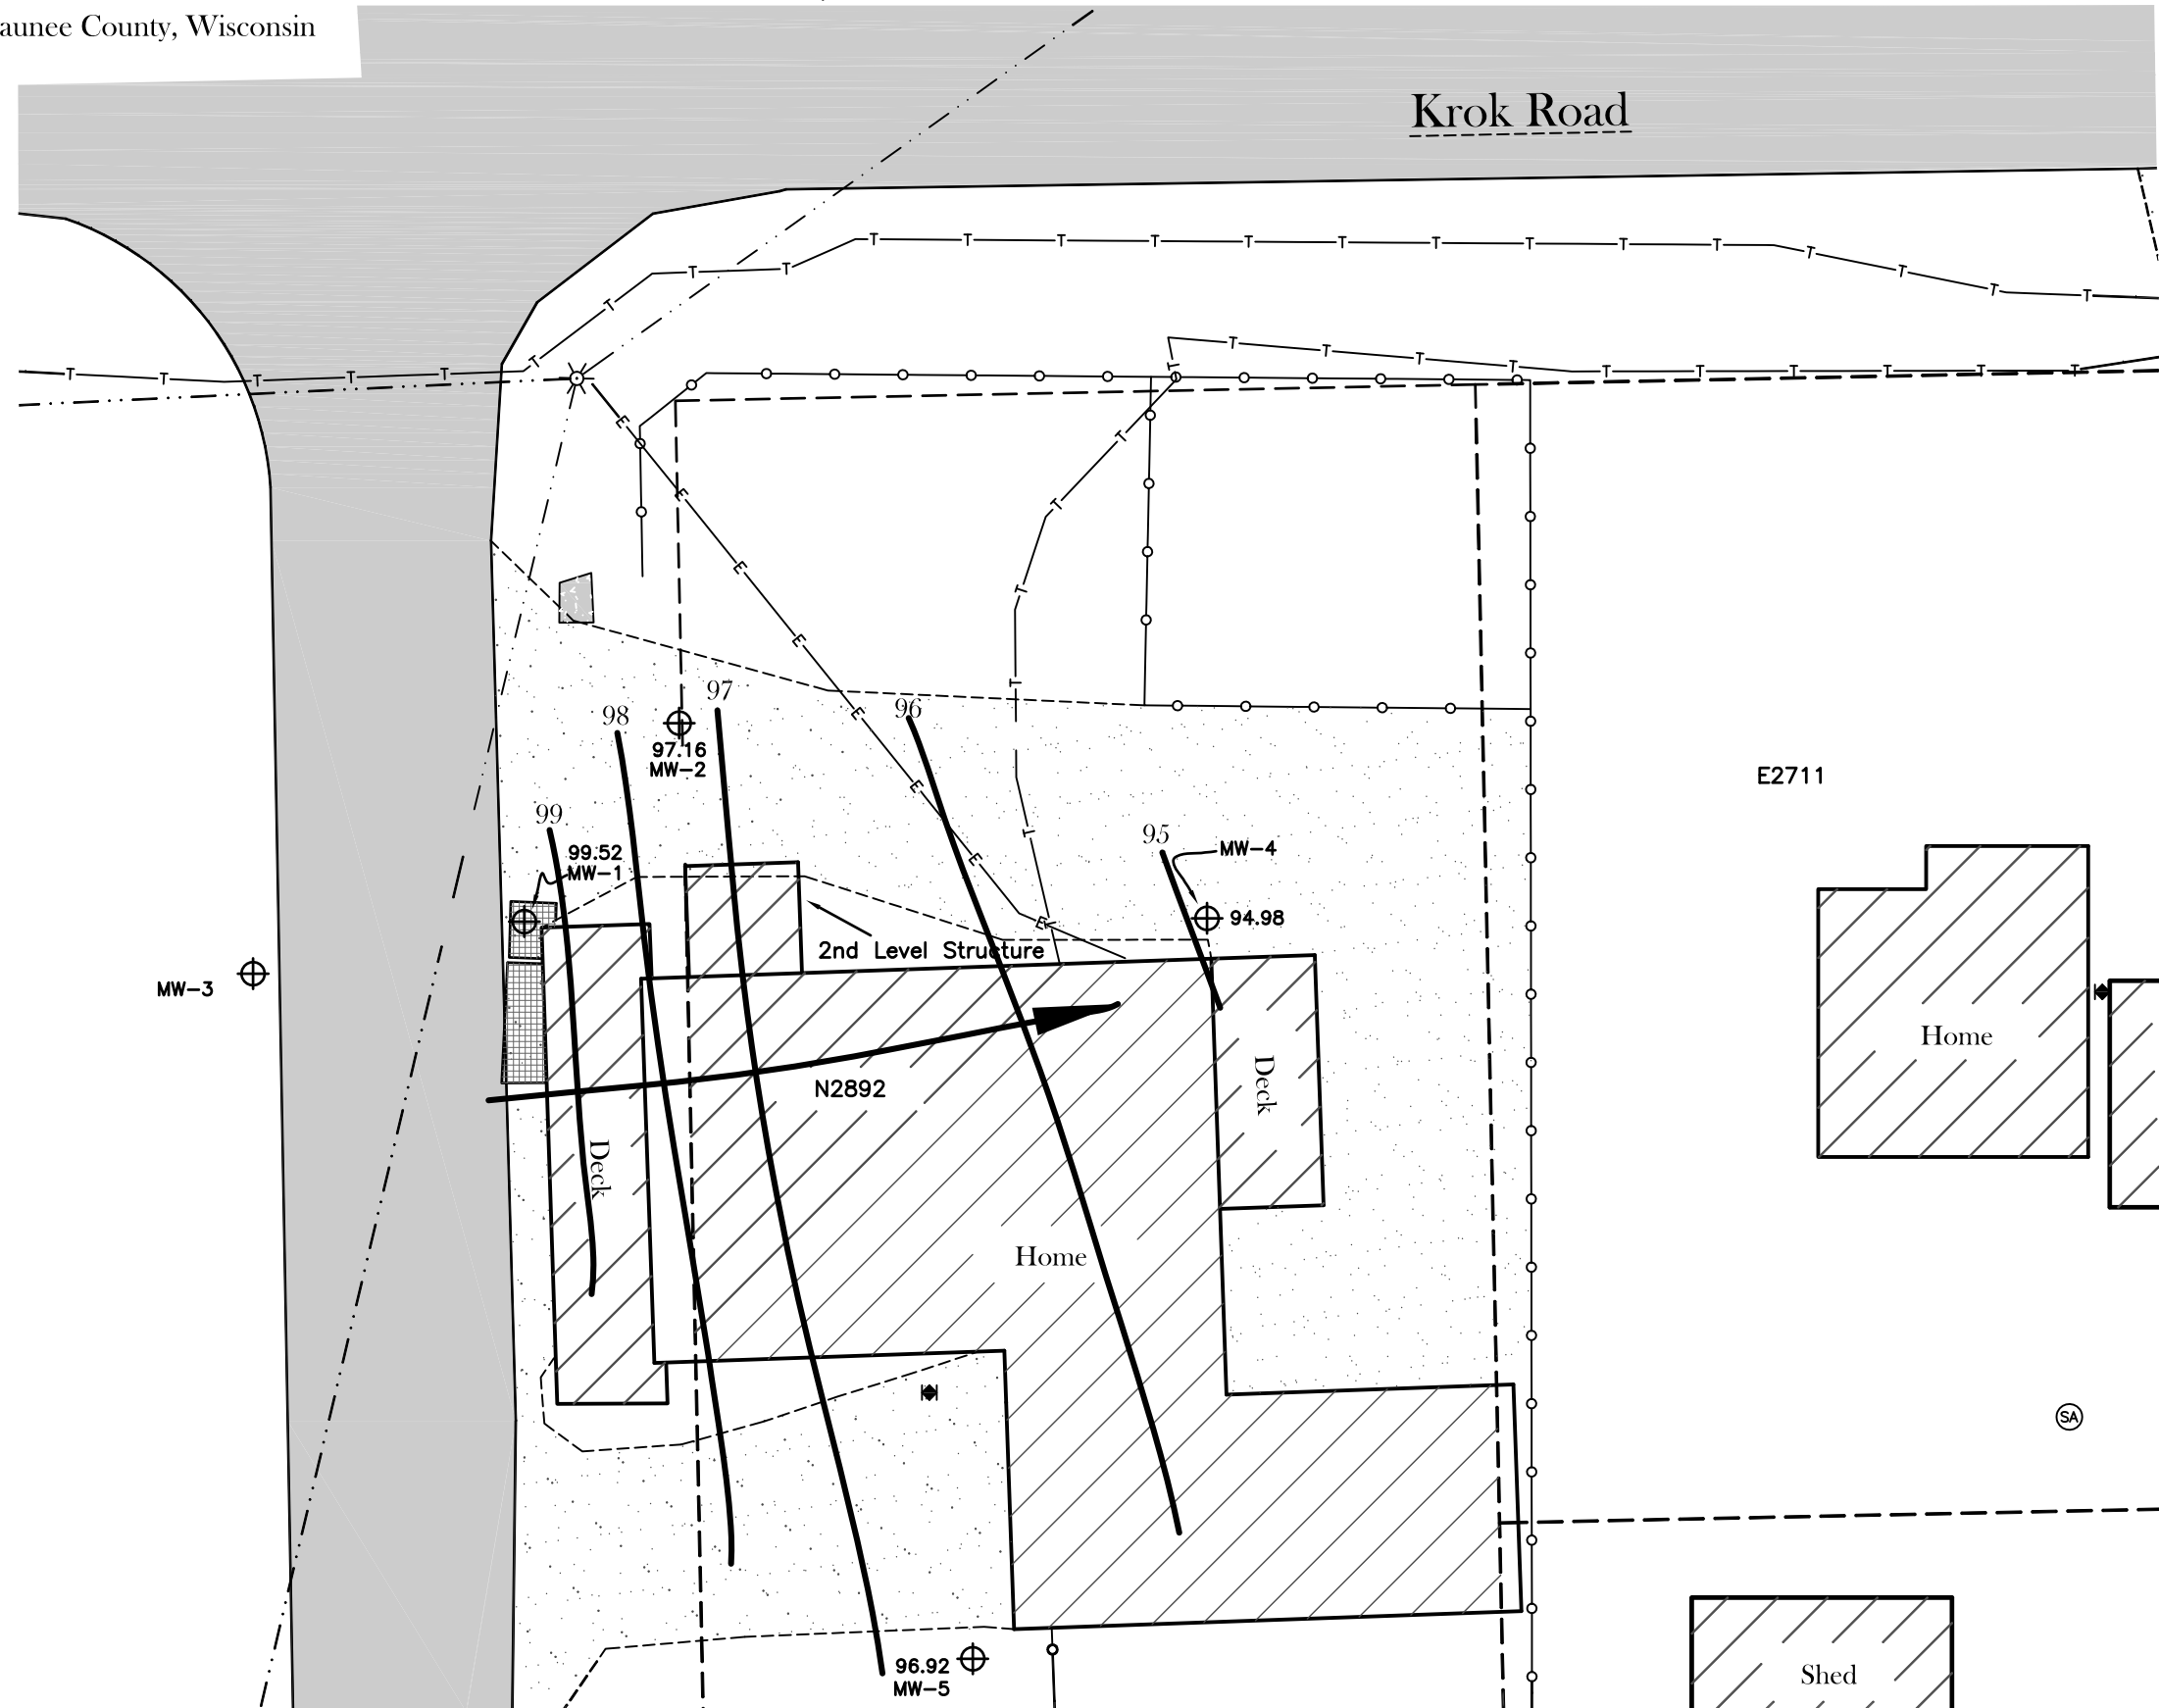 aunee County, Wisconsin
Krok Road
T T T T T T T T T T
T T T T T T
T
T T T T T
T T T T T T T T T T
T
E
T
E
T
E
T
E
T
97
98
96
E
97.16
MW-2
E
E2711
99
T
95
99.52
MW-1
E
MW-4
94.98
E
T
2nd Level Structure
MW-3
Home
N2892
Deck
Deck
Home
SA
96.92
MW-5
Shed